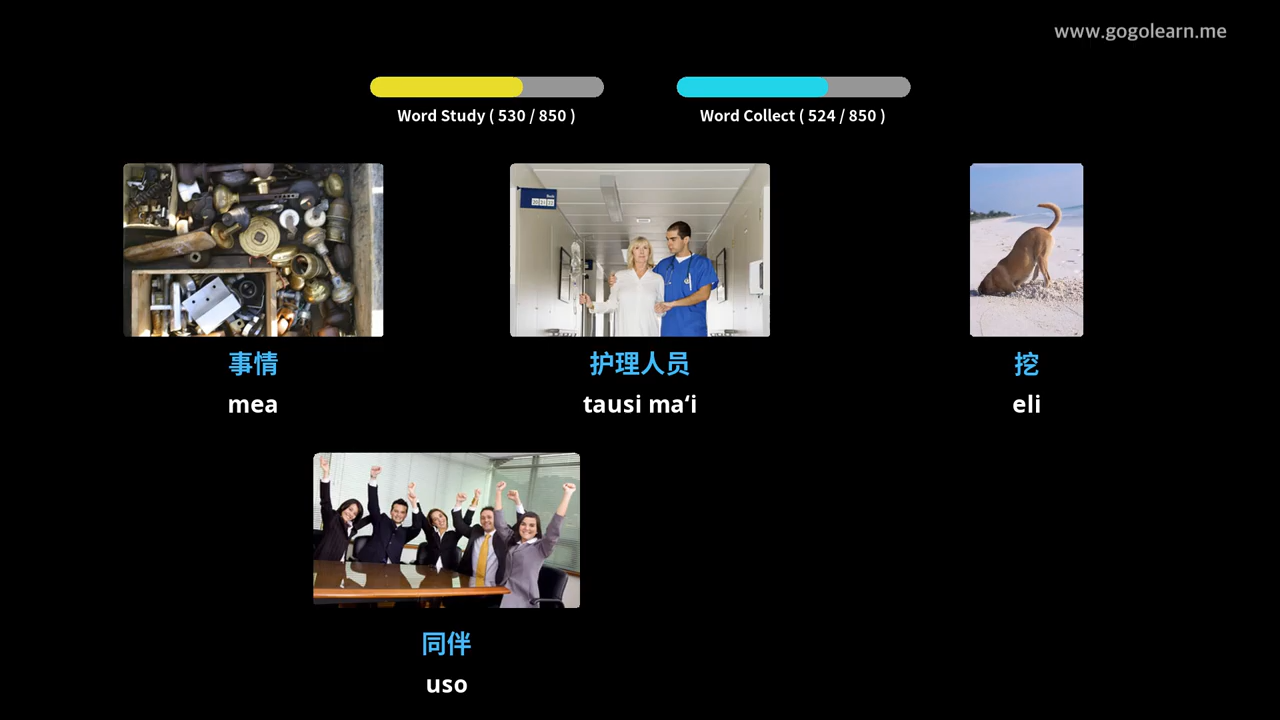 www.gogolearn.me
Word Study ( 530 / 850 )
Word Collect ( 524 / 850 )
事情
mea
护理人员
tausi ma‘i
挖
eli
同伴
uso